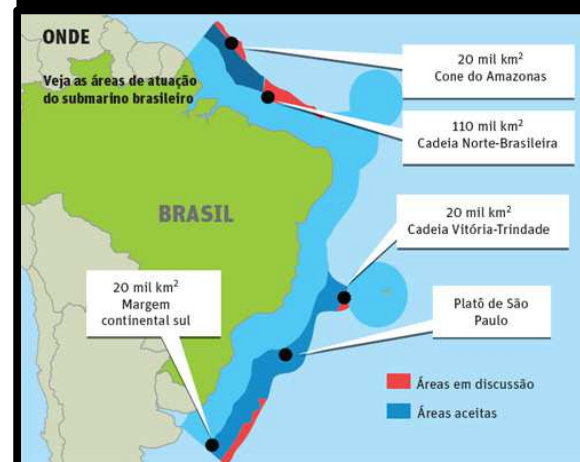 ONDE
Veja as áreas de atuação
do submarino brasileiro
20 mil km²
Cone do Amazonas
110 mil km²
Cadeia Norte-Brasileira
BRASIL
20 mil km²
Cadeia Vitória-Trindade
20 mil km²
Margem
continental sul
Platô de São
Paulo
Áreas em discussão
Áreas aceitas